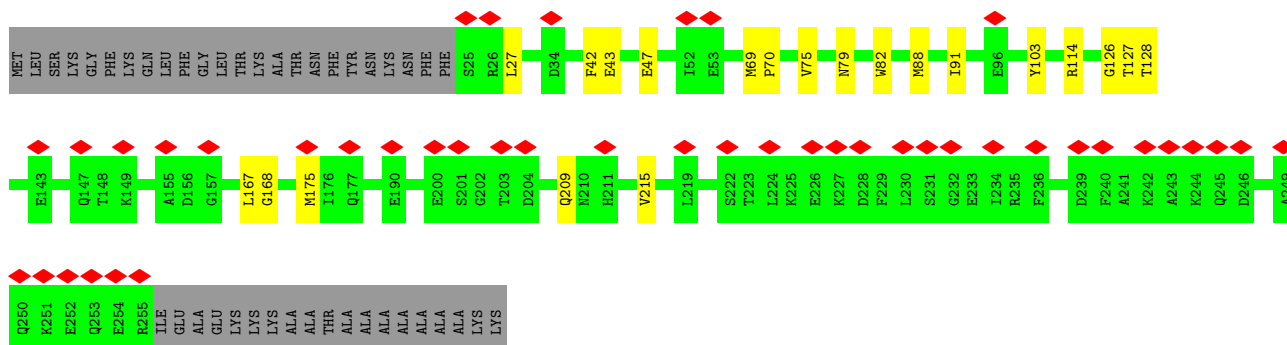 MET LEU SER LYS GLY PHE LYS GLN LEU PHE GLY LEU THR LYS ALA THR ASN PHE TYR ASN LYS ASN PHE PHE S25 R26 L27 D34 F42 E43 E47 I52 E53 M69 P70 V75 N79 W82 M88 I91 E96 Y103 R114 G126 T127 T128
E143 Q147 T148 K149 A155 D156 G157 L167 G168 M175 I176 Q177 E190 E200 S201 G202 T203 D204 Q209 N210 H211 V215 L219 S222 T223 L224 K225 E226 K227 D228 F229 L230 S231 G232 E233 I234 R235 F236 D239 F240 A241 K242 A243 K244 Q245 D246 A249
Q250 K251 E252 Q253 E254 R255 ILE GLU ALA GLU LYS LYS LYS ALA ALA THR ALA ALA ALA ALA ALA ALA ALA LYS LYS